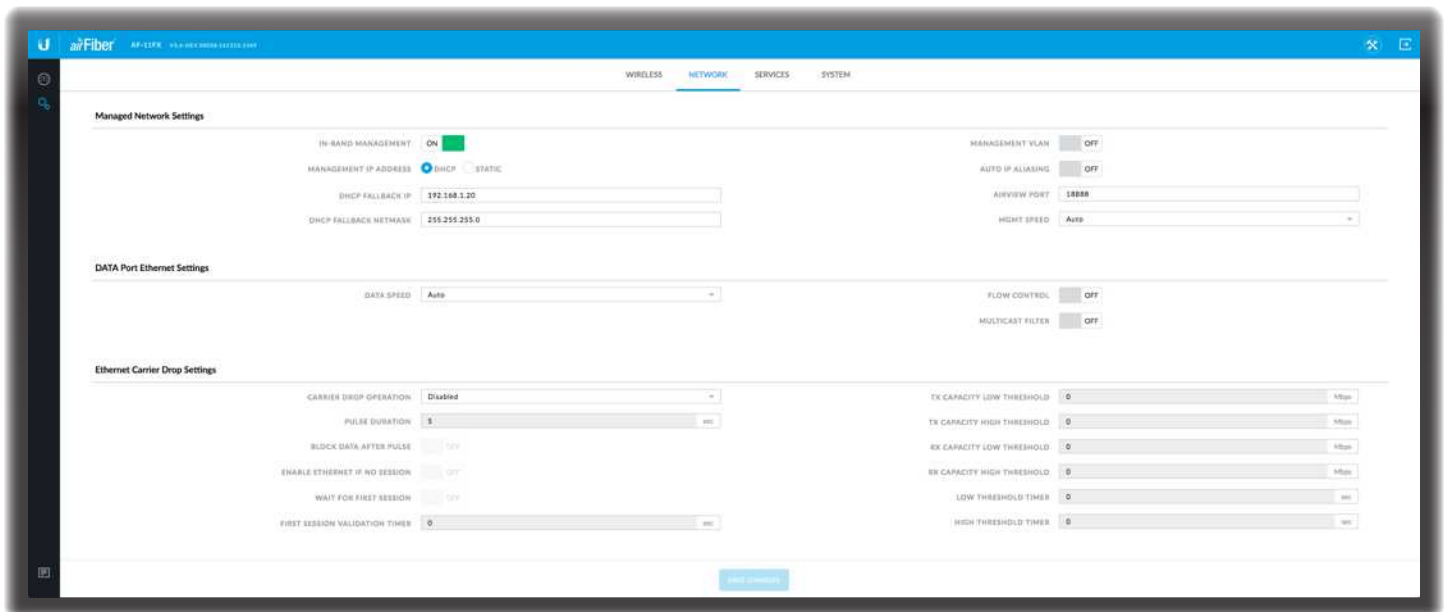 airFiber AF-11FX
WIRELESS NETWORK SERVICES SYSTEM
Managed Network Settings
IN-BAND MANAGEMENT ON
MANAGEMENT VLAN OFF
MANAGEMENT IP ADDRESS DHCP STATIC
AUTO IP ALIASING OFF
DHCP FALLBACK IP 192.168.1.20
AIRVIEW PORT 18888
DHCP FALLBACK NETMASK 255.255.255.0
MGMT SPEED Auto
DATA Port Ethernet Settings
DATA SPEED Auto
FLOW CONTROL OFF
MULTICAST FILTER OFF
Ethernet Carrier Drop Settings
CARRIER DROP OPERATION Disabled
TX CAPACITY LOW THRESHOLD 0 Mbps
PULSE DURATION 5 sec
TX CAPACITY HIGH THRESHOLD 0 Mbps
BLOCK DATA AFTER PULSE OFF
RX CAPACITY LOW THRESHOLD 0 Mbps
ENABLE ETHERNET IF NO SESSION OFF
RX CAPACITY HIGH THRESHOLD 0 Mbps
WAIT FOR FIRST SESSION OFF
LOW THRESHOLD TIMER 0 sec
FIRST SESSION VALIDATION TIMER 0 sec
HIGH THRESHOLD TIMER 0 sec
SAVE CHANGES